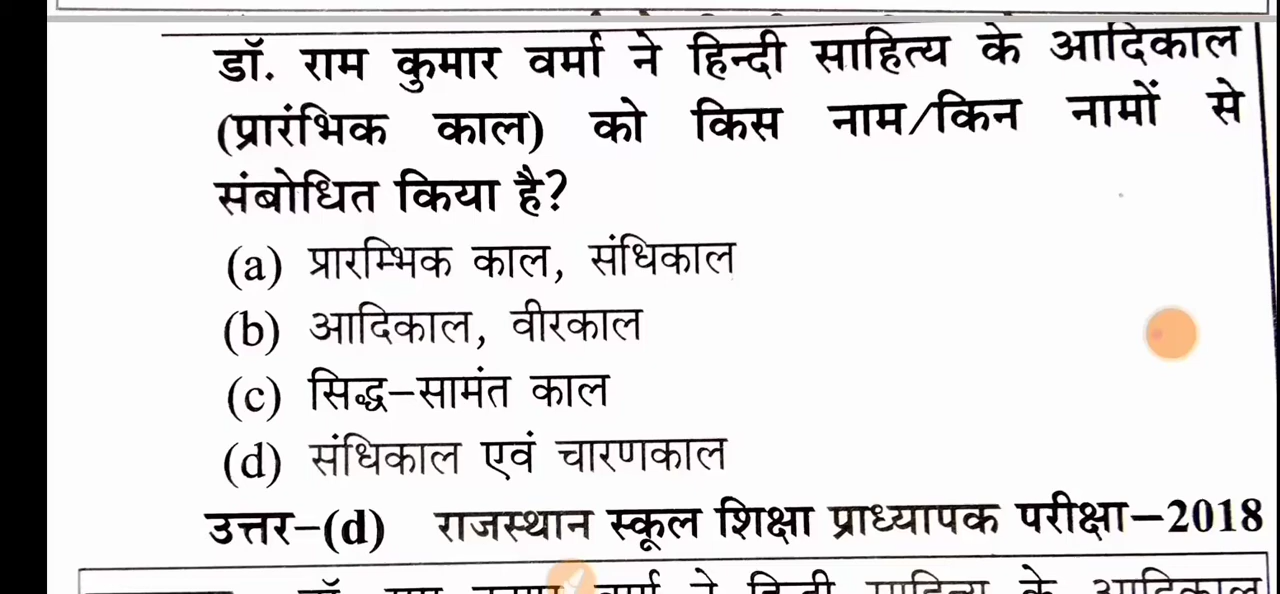 डॉ. राम कुमार वर्मा ने हिन्दी साहित्य के आदिकाल
(प्रारंभिक काल) को किस नाम/किन नामों से
संबोधित किया है?
(a) प्रारम्भिक काल, संधिकाल
(b) आदिकाल, वीरकाल
(c) सिद्ध–सामंत काल
(d) संधिकाल एवं चारणकाल
उत्तर–(d) राजस्थान स्कूल शिक्षा प्राध्यापक परीक्षा–2018